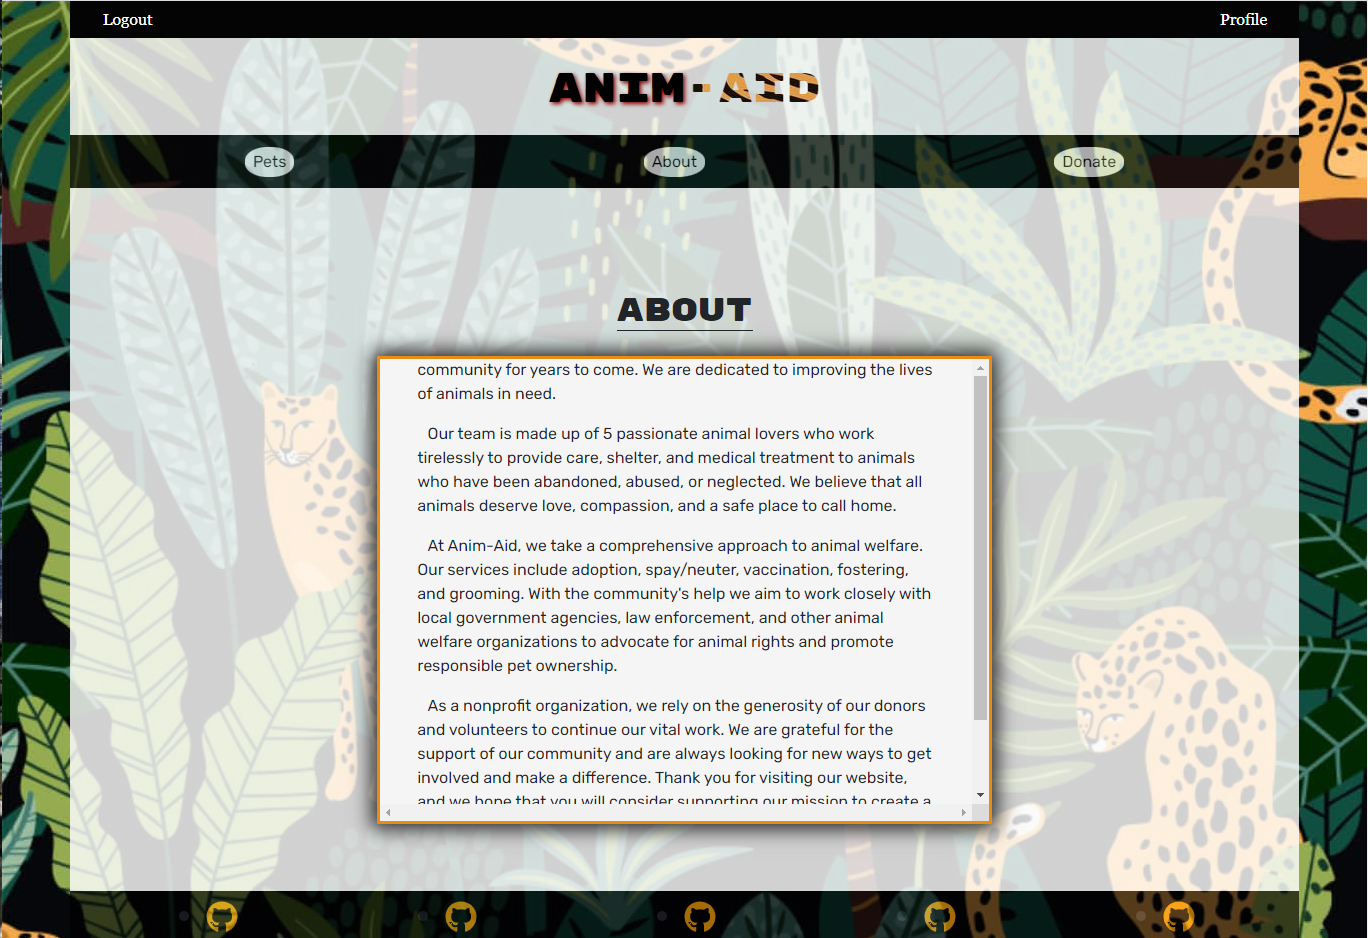 Logout Profile
ANIM-AID
Pets About Donate
ABOUT
community for years to come. We are dedicated to improving the lives
of animals in need.
Our team is made up of 5 passionate animal lovers who work
tirelessly to provide care, shelter, and medical treatment to animals
who have been abandoned, abused, or neglected. We believe that all
animals deserve love, compassion, and a safe place to call home.
At Anim-Aid, we take a comprehensive approach to animal welfare.
Our services include adoption, spay/neuter, vaccination, fostering,
and grooming. With the community's help we aim to work closely with
local government agencies, law enforcement, and other animal
welfare organizations to advocate for animal rights and promote
responsible pet ownership.
As a nonprofit organization, we rely on the generosity of our donors
and volunteers to continue our vital work. We are grateful for the
support of our community and are always looking for new ways to get
involved and make a difference. Thank you for visiting our website,
and we hope that you will consider supporting our mission to create a